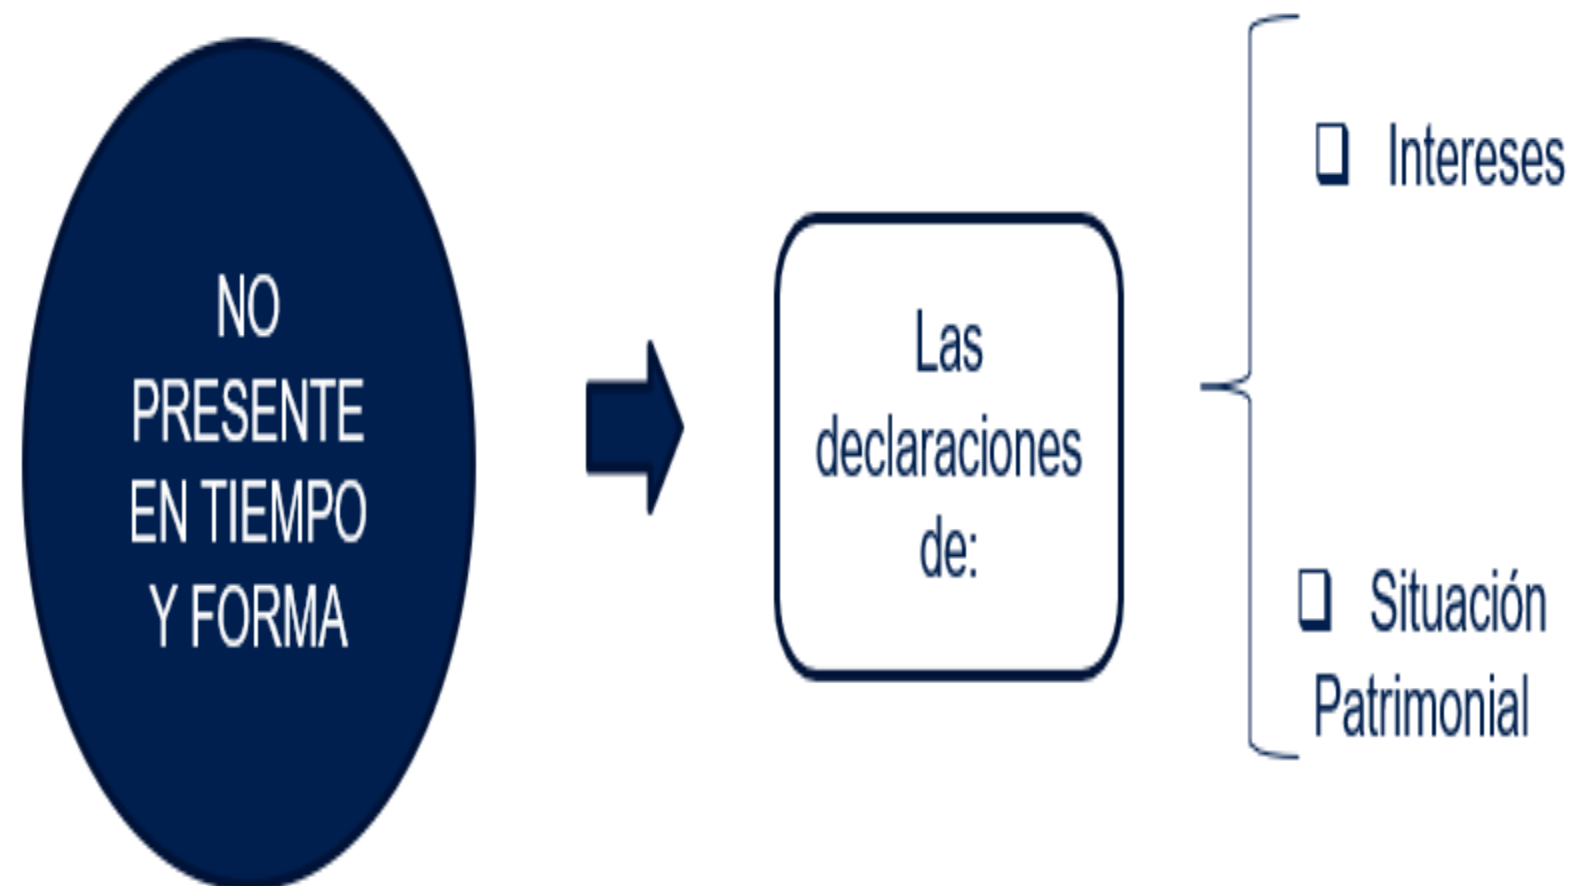 NO
PRESENTE
EN TIEMPO
Y FORMA
Las
declaraciones
de:
Intereses
Situación
Patrimonial